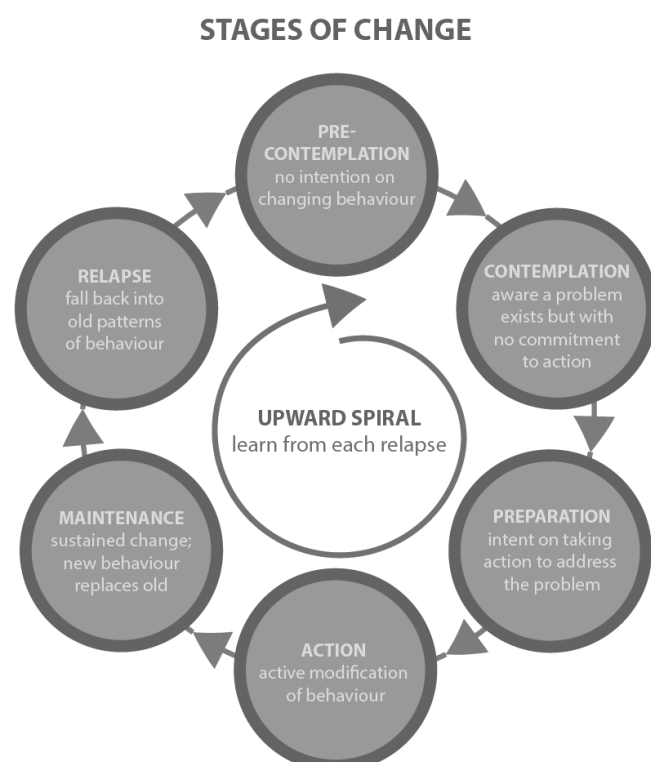 STAGES OF CHANGE
PRE-
CONTEMPLATION
no intention on
changing behaviour
CONTEMPLATION
aware a problem
exists but with
no commitment
to action
PREPARATION
intent on taking
action to address
the problem
ACTION
active modification
of behaviour
MAINTENANCE
sustained change;
new behaviour
replaces old
RELAPSE
fall back into
old patterns
of behaviour
UPWARD SPIRAL
learn from each relapse